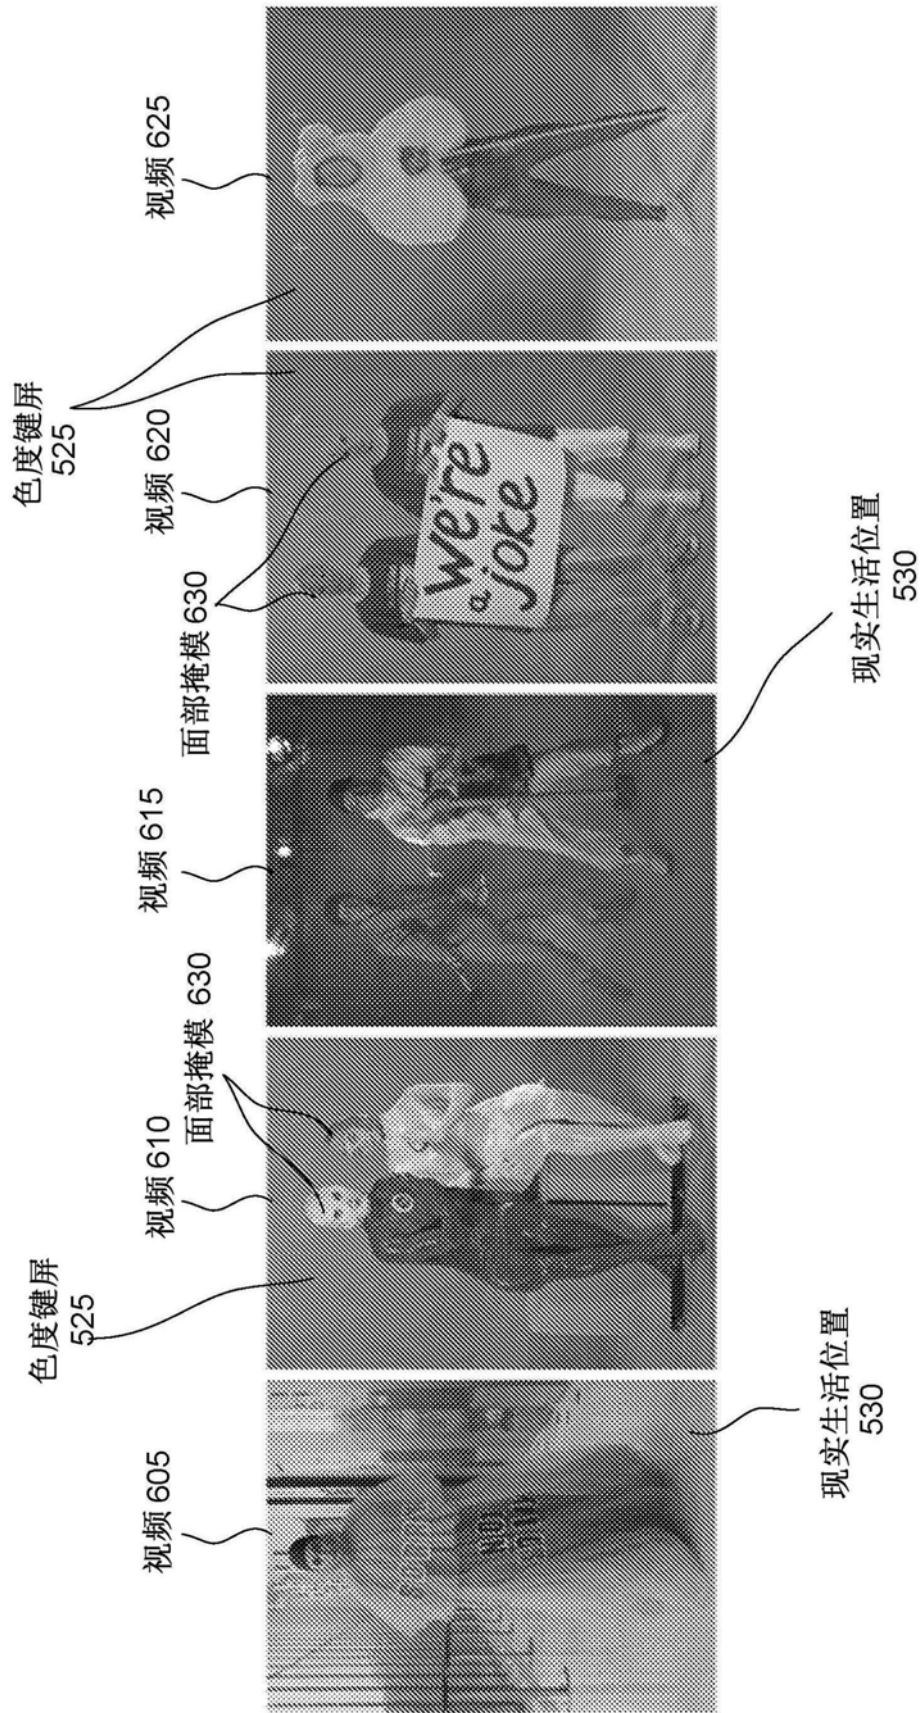 色度键屏
525
色度键屏
525
视频 605
视频 610
面部掩模 630
视频 615
面部掩模 630
视频 620
视频 625
we're
a joke
现实生活位置
530
现实生活位置
530